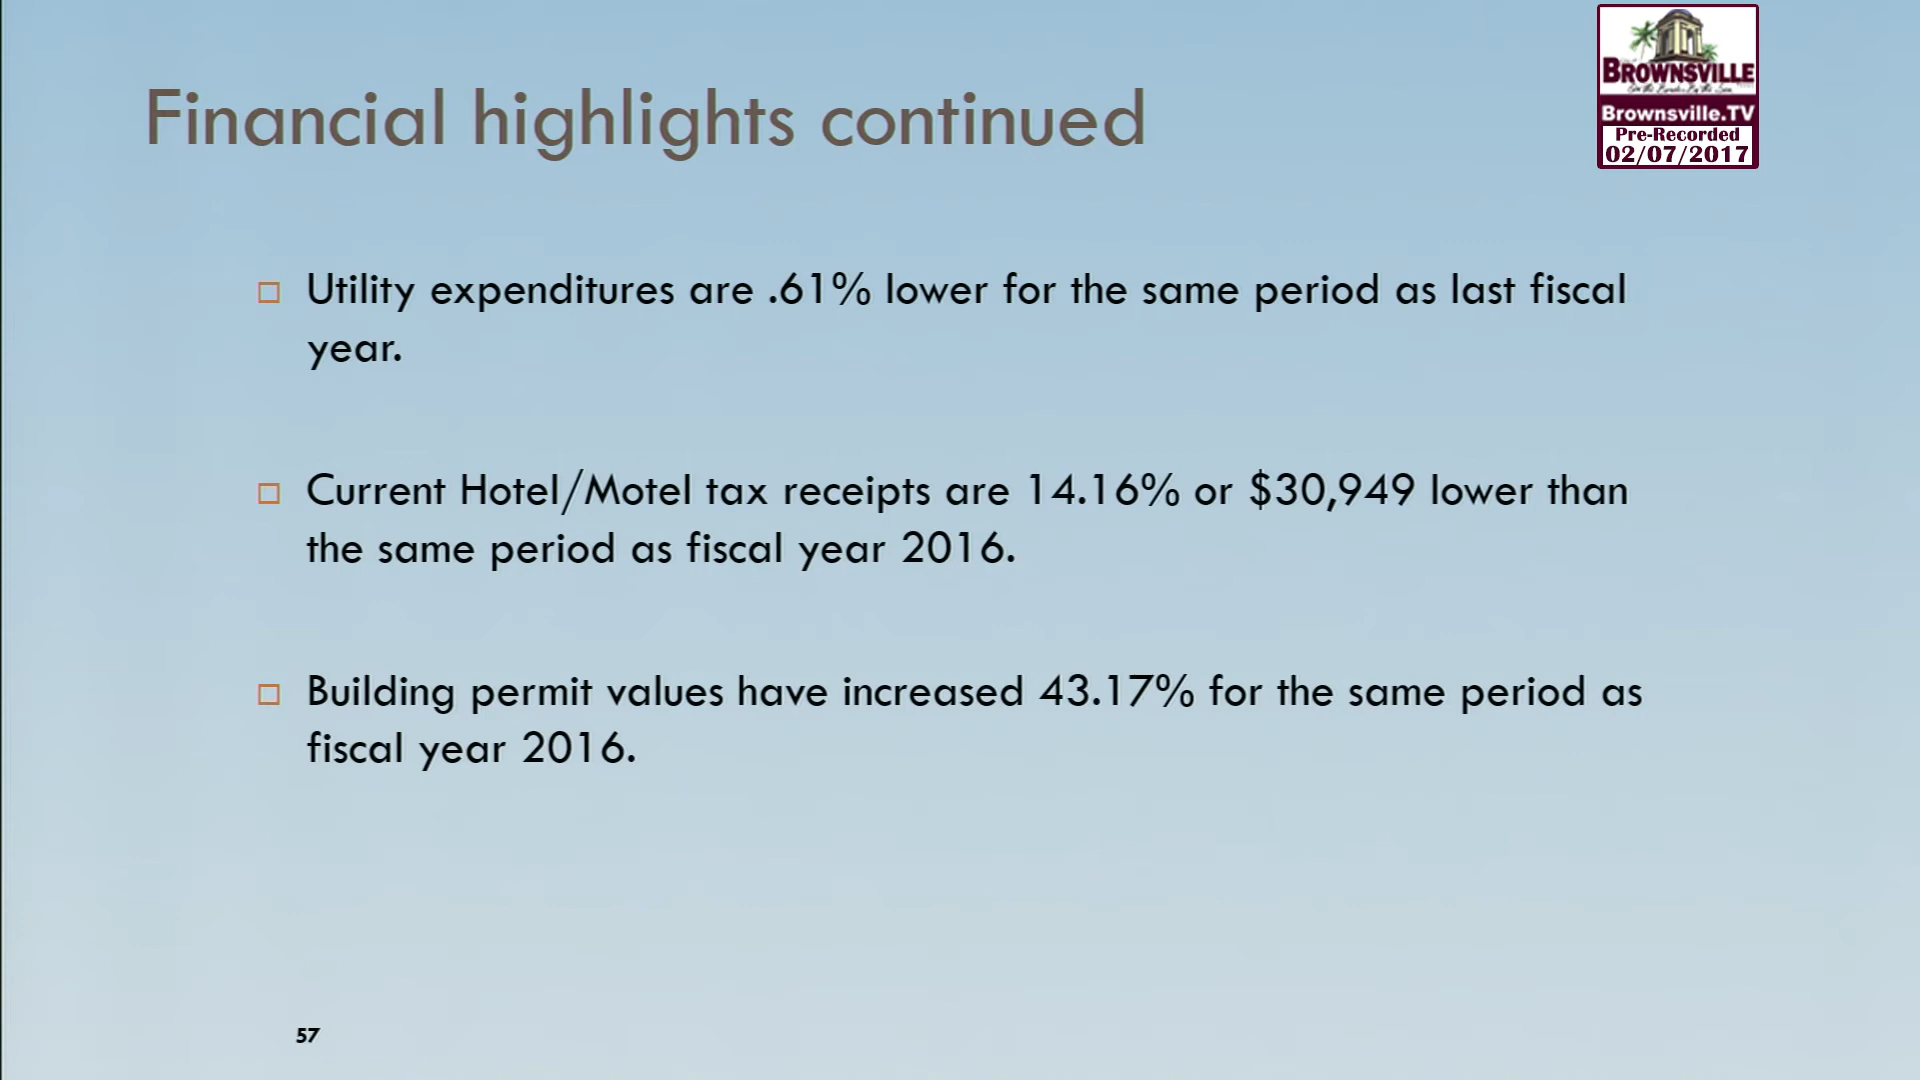 Financial highlights continued
BROWNSVILLE
Brownsville.TV
Pre-Recorded
02/07/2017
Utility expenditures are .61% lower for the same period as last fiscal
year.
Current Hotel/Motel tax receipts are 14.16% or $30,949 lower than
the same period as fiscal year 2016.
Building permit values have increased 43.17% for the same period as
fiscal year 2016.
57